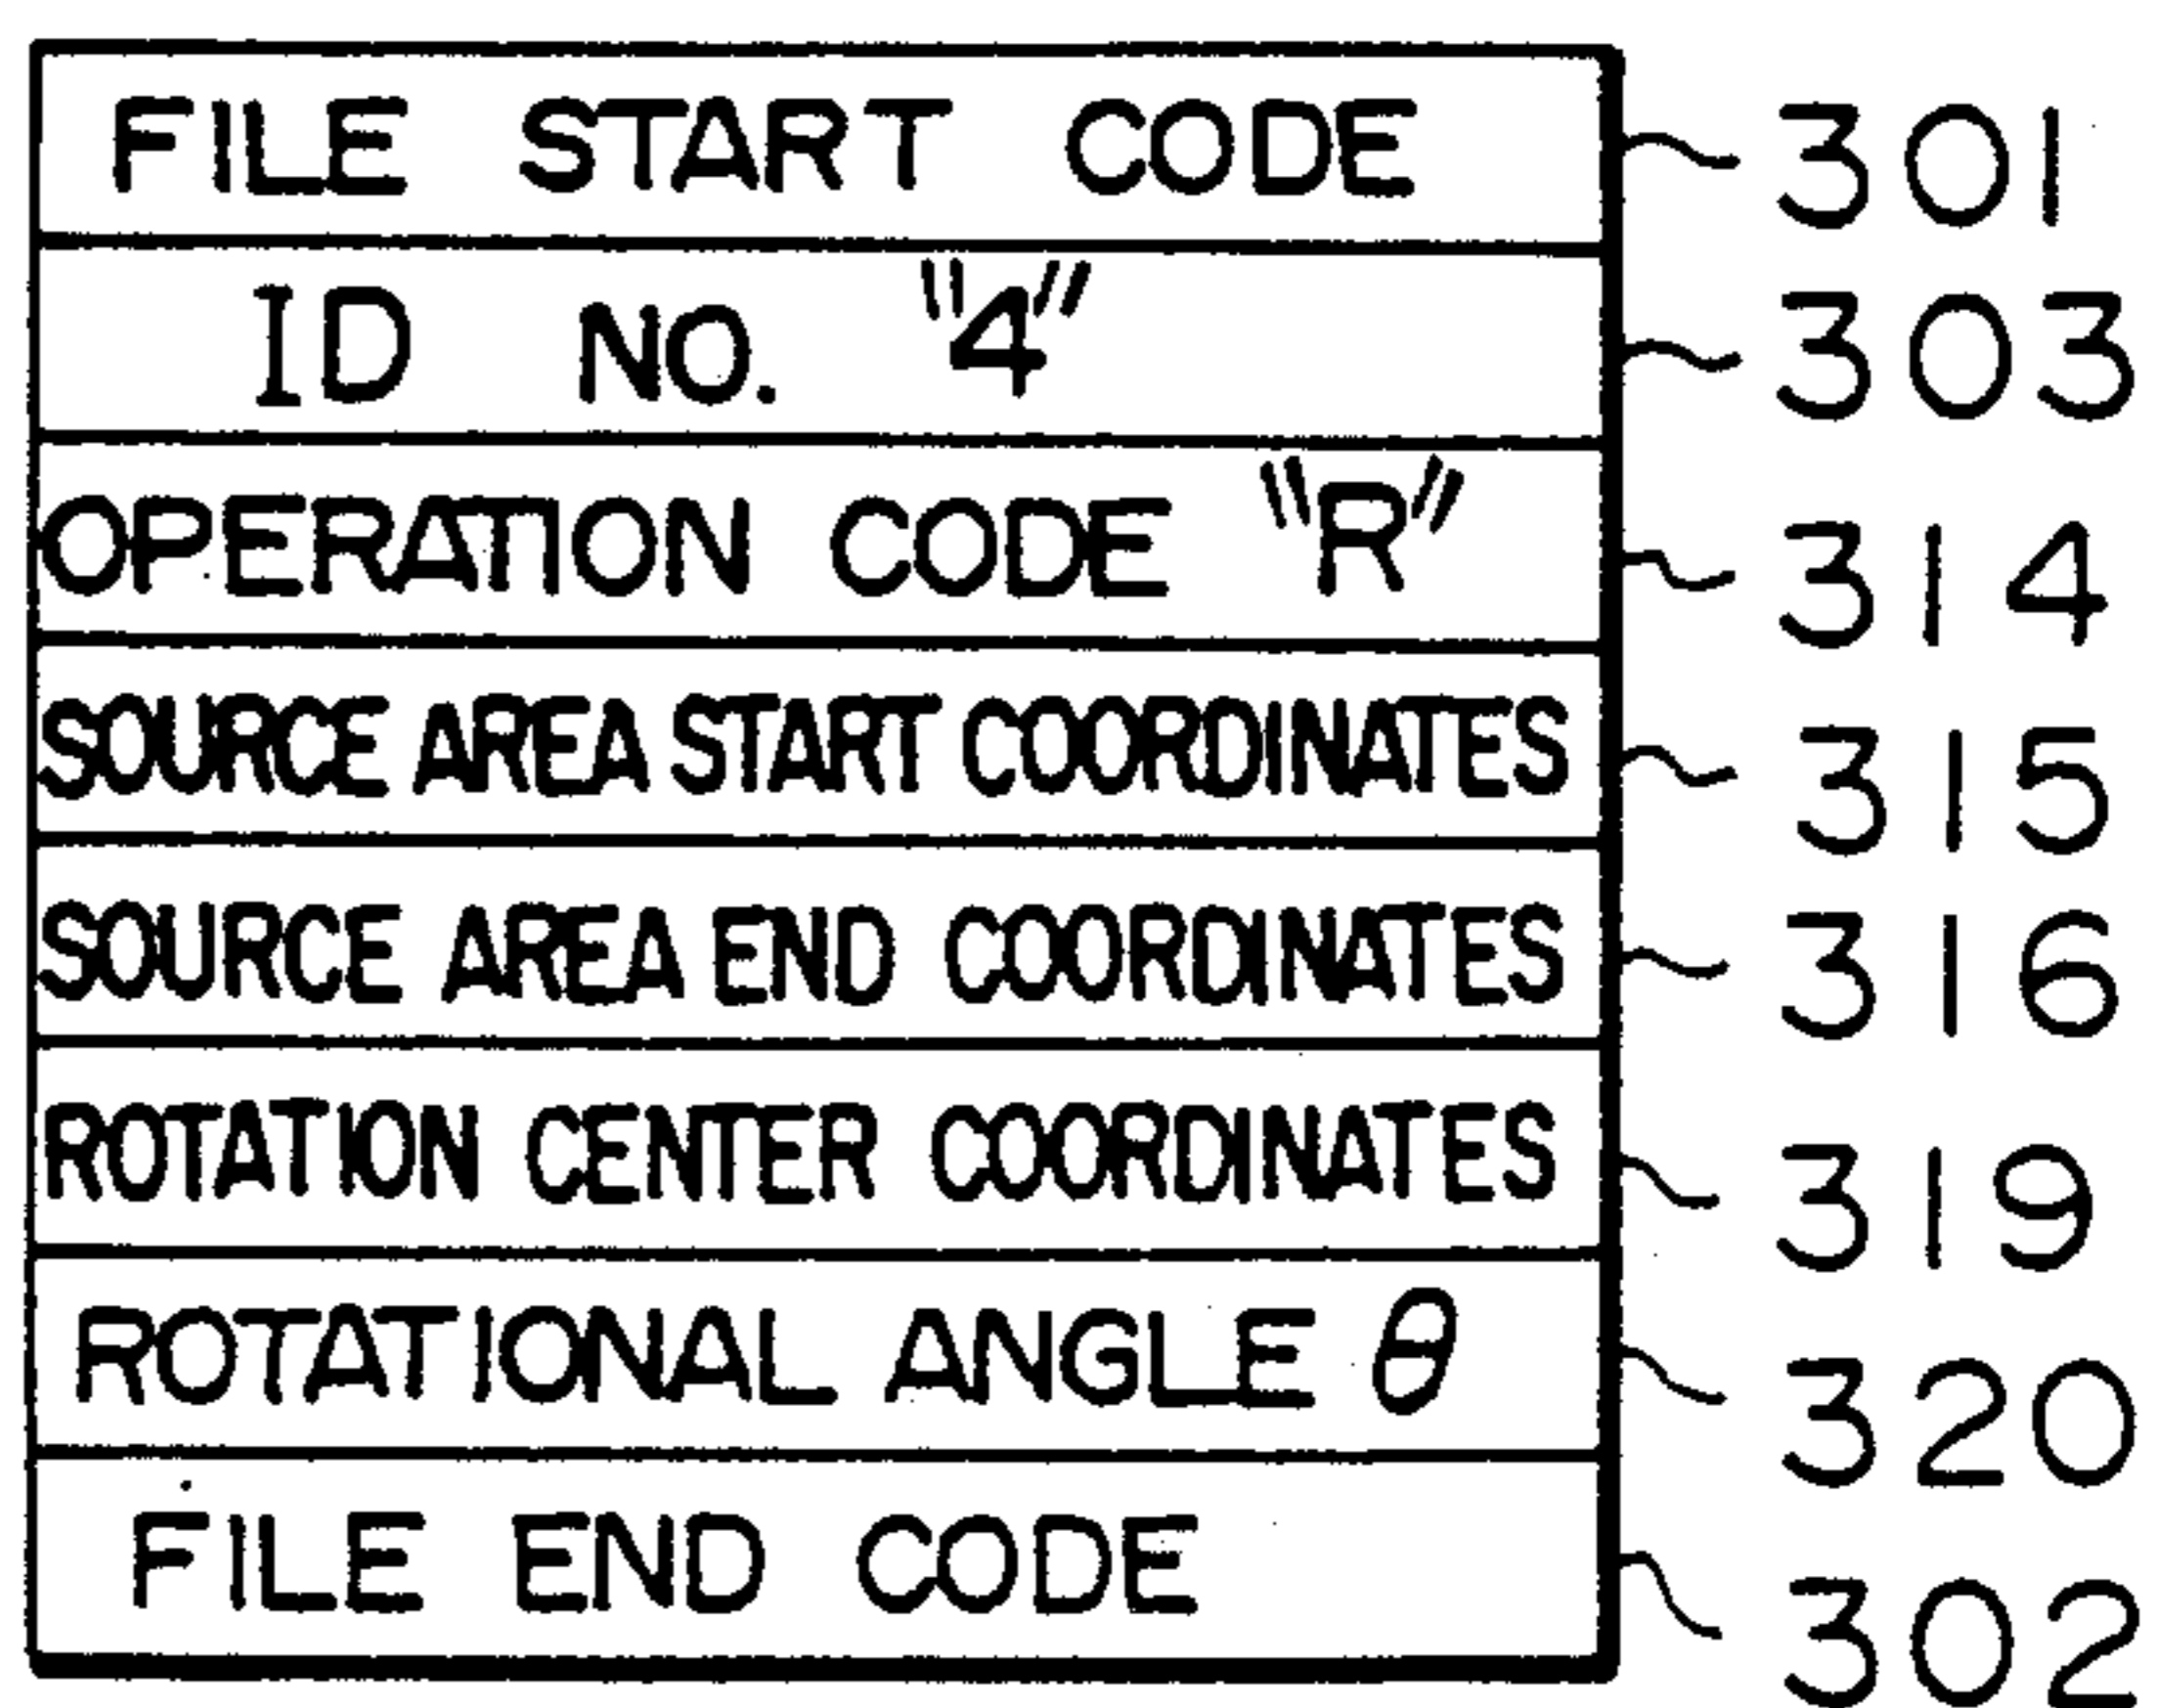 FILE START CODE 301
ID NO. "4" 303
OPERATION CODE "R" 314
SOURCE AREA START COORDINATES 315
SOURCE AREA END COORDINATES 316
ROTATION CENTER COORDINATES 319
ROTATIONAL ANGLE θ 320
FILE END CODE 302